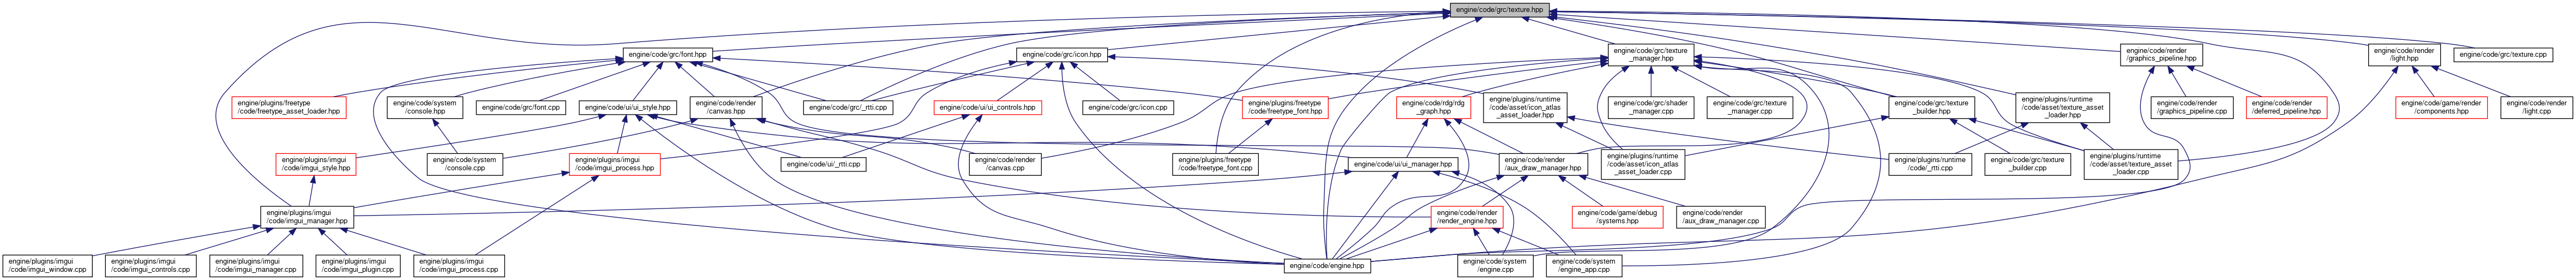 engine/code/grc/texture.hpp
engine/code/grc/font.hpp
engine/code/grc/icon.hpp
engine/code/grc/texture
_manager.hpp
engine/code/render
/graphics_pipeline.hpp
engine/code/render
/light.hpp
engine/code/grc/texture.cpp
engine/plugins/freetype
/code/freetype_asset_loader.hpp
engine/code/system
/console.hpp
engine/code/grc/font.cpp
engine/code/ui/ui_style.hpp
engine/code/render
/canvas.hpp
engine/code/grc/_rtti.cpp
engine/code/ui/ui_controls.hpp
engine/code/grc/icon.cpp
engine/plugins/freetype
/code/freetype_font.hpp
engine/code/rdg/rdg
_graph.hpp
engine/plugins/runtime
/code/asset/icon_atlas
_asset_loader.hpp
engine/code/grc/shader
_manager.cpp
engine/code/grc/texture
_manager.cpp
engine/code/grc/texture
_builder.hpp
engine/plugins/runtime
/code/asset/texture_asset
_loader.hpp
engine/code/render
/graphics_pipeline.cpp
engine/code/render
/deferred_pipeline.hpp
engine/code/game/render
/components.hpp
engine/code/render
/light.cpp
engine/plugins/imgui
/code/imgui_style.hpp
engine/code/system
/console.cpp
engine/plugins/imgui
/code/imgui_process.hpp
engine/code/ui/_rtti.cpp
engine/code/render
/canvas.cpp
engine/plugins/freetype
/code/freetype_font.cpp
engine/code/ui/ui_manager.hpp
engine/code/render
/aux_draw_manager.hpp
engine/plugins/runtime
/code/asset/icon_atlas
_asset_loader.cpp
engine/plugins/runtime
/code/_rtti.cpp
engine/code/grc/texture
_builder.cpp
engine/plugins/runtime
/code/asset/texture_asset
_loader.cpp
engine/plugins/imgui
/code/imgui_manager.hpp
engine/code/render
/render_engine.hpp
engine/code/game/debug
/systems.hpp
engine/code/render
/aux_draw_manager.cpp
engine/plugins/imgui
/code/imgui_window.cpp
engine/plugins/imgui
/code/imgui_controls.cpp
engine/plugins/imgui
/code/imgui_manager.cpp
engine/plugins/imgui
/code/imgui_plugin.cpp
engine/plugins/imgui
/code/imgui_process.cpp
engine/code/engine.hpp
engine/code/system
/engine.cpp
engine/code/system
/engine_app.cpp